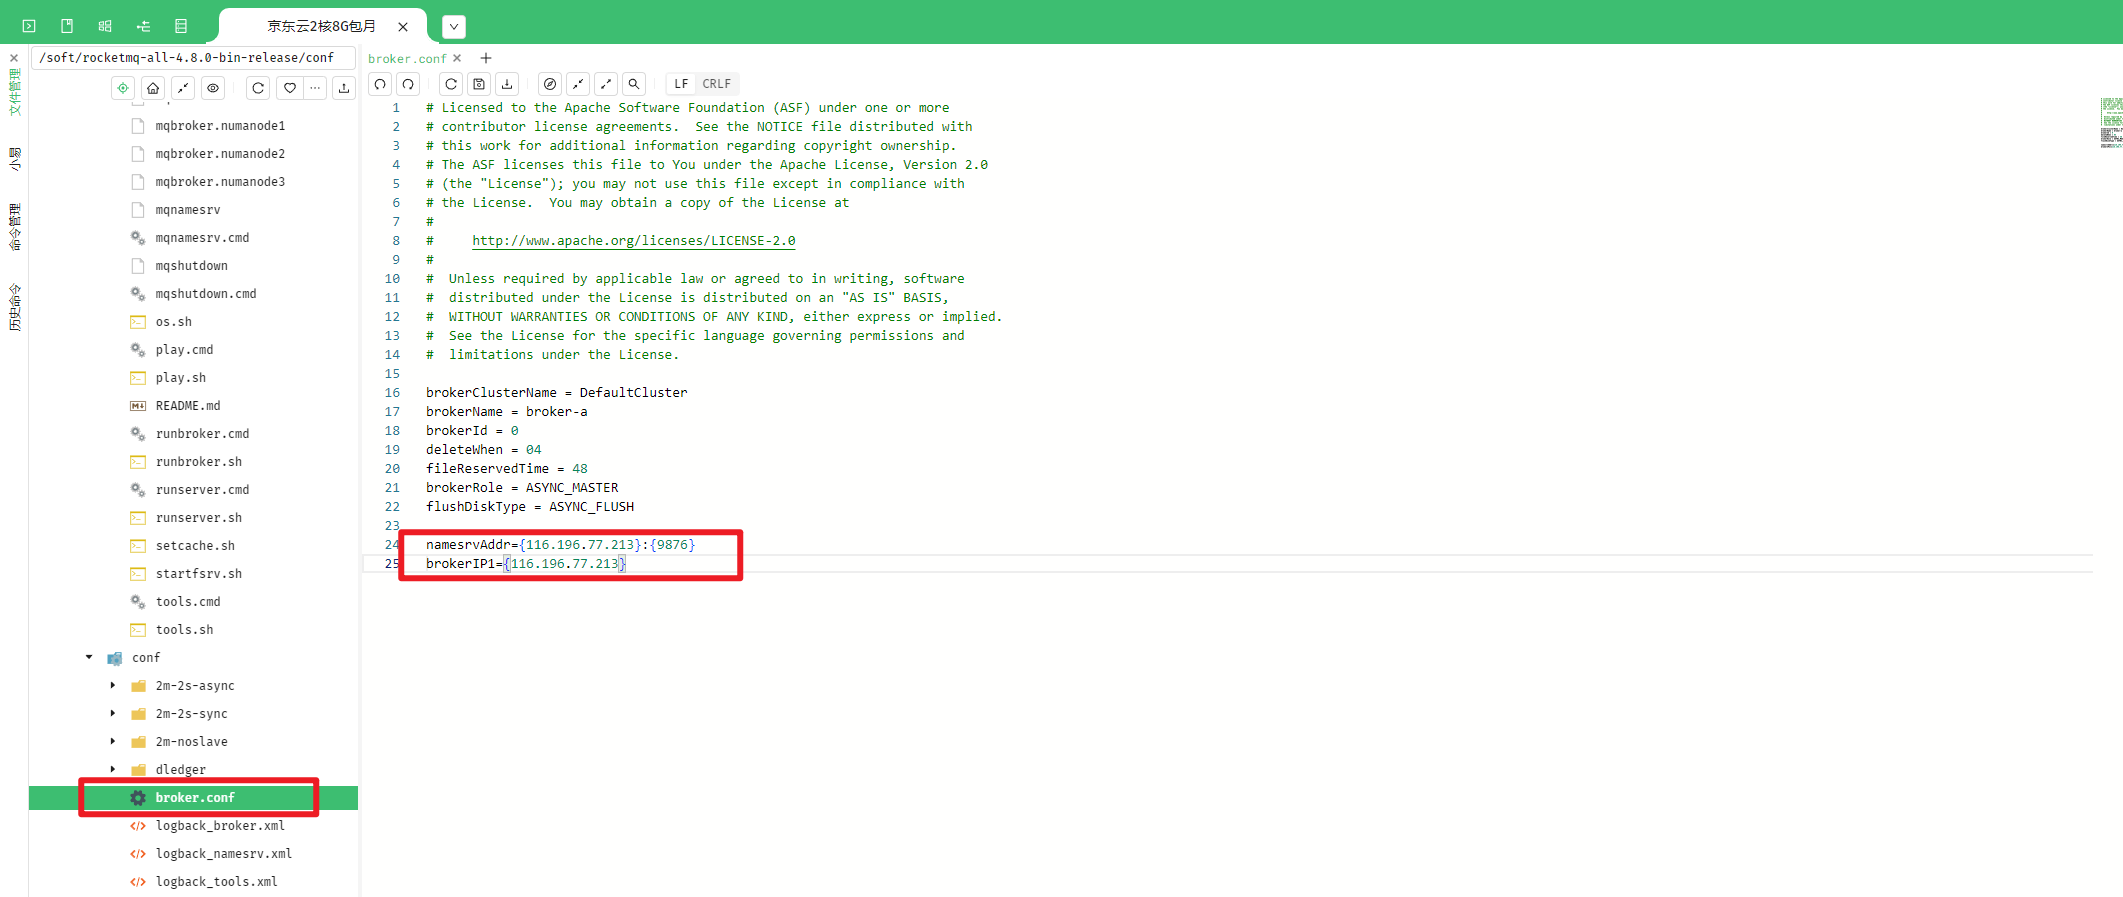 京东云2核8G包月
/soft/rocketmq-all-4.8.0-bin-release/conf
文件管理
小易
命令管理
历史命令
mqbroker.numanode1
mqbroker.numanode2
mqbroker.numanode3
mqnamesrv
mqnamesrv.cmd
mqshutdown
mqshutdown.cmd
os.sh
play.cmd
play.sh
README.md
runbroker.cmd
runbroker.sh
runserver.cmd
runserver.sh
setcache.sh
startfsrv.sh
tools.cmd
tools.sh
conf
2m-2s-async
2m-2s-sync
2m-noslave
dledger
broker.conf
logback_broker.xml
logback_namesrv.xml
logback_tools.xml
broker.conf
LF CRLF
1 # Licensed to the Apache Software Foundation (ASF) under one or more
2 # contributor license agreements.  See the NOTICE file distributed with
3 # this work for additional information regarding copyright ownership.
4 # The ASF licenses this file to You under the Apache License, Version 2.0
5 # (the "License"); you may not use this file except in compliance with
6 # the License.  You may obtain a copy of the License at
7 #
8 #     http://www.apache.org/licenses/LICENSE-2.0
9 #
10 #  Unless required by applicable law or agreed to in writing, software
11 #  distributed under the License is distributed on an "AS IS" BASIS,
12 #  WITHOUT WARRANTIES OR CONDITIONS OF ANY KIND, either express or implied.
13 #  See the License for the specific language governing permissions and
14 #  limitations under the License.
15
16 brokerClusterName = DefaultCluster
17 brokerName = broker-a
18 brokerId = 0
19 deleteWhen = 04
20 fileReservedTime = 48
21 brokerRole = ASYNC_MASTER
22 flushDiskType = ASYNC_FLUSH
23
24 namesrvAddr={116.196.77.213}:{9876}
25 brokerIP1={116.196.77.213}